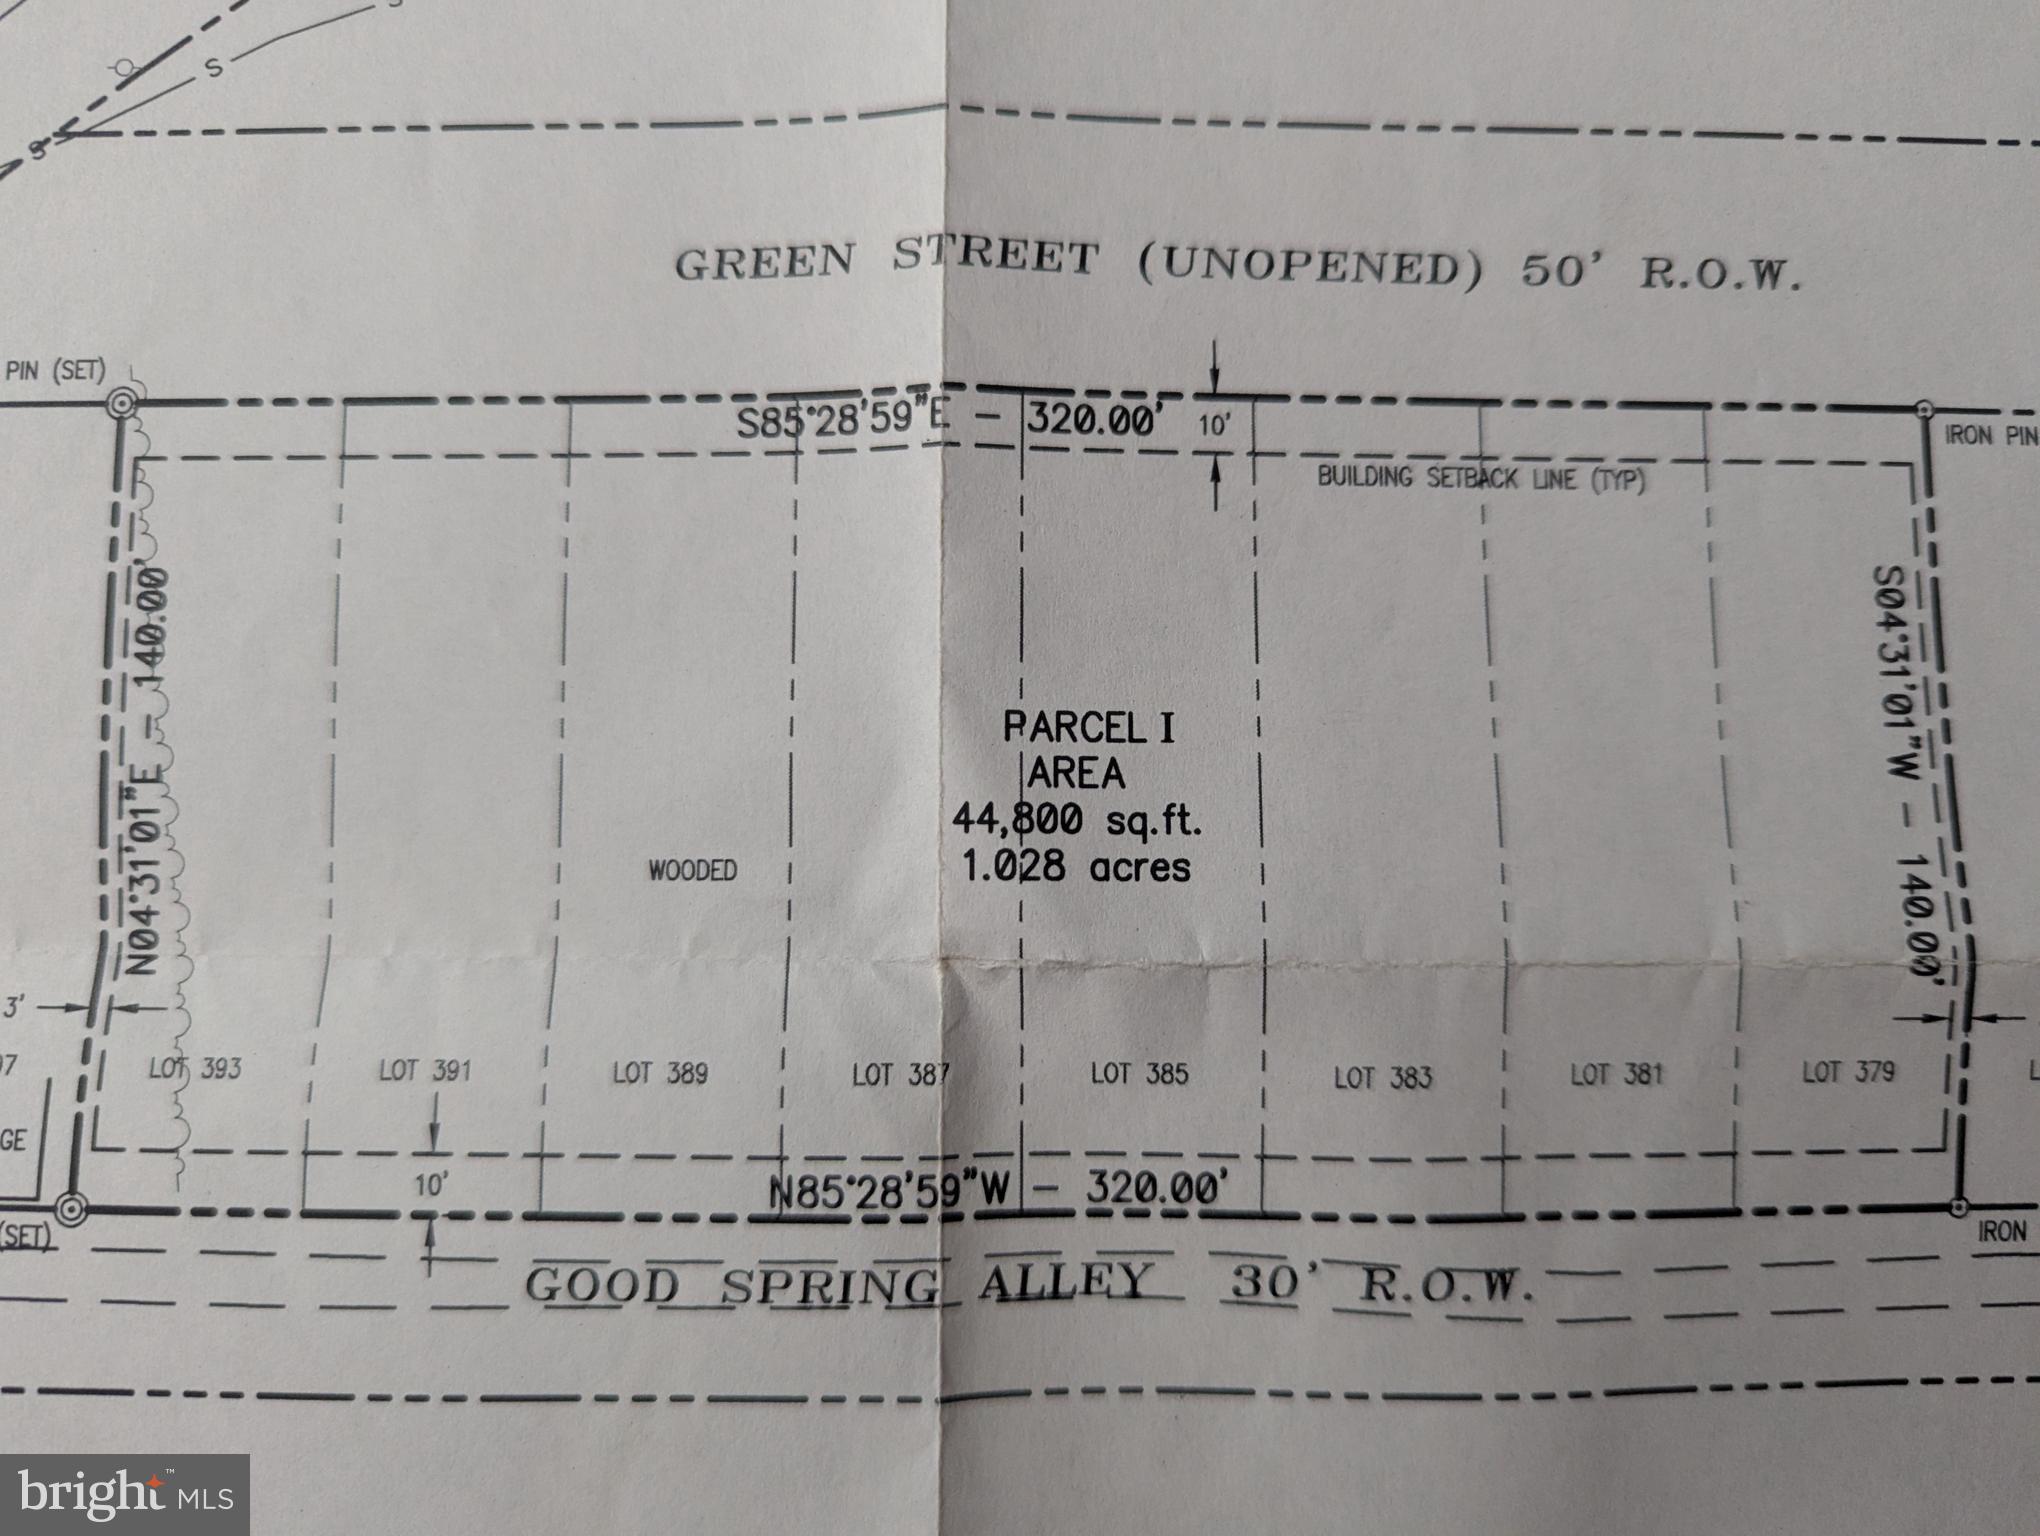 S
S
S
GREEN STREET (UNOPENED) 50' R.O.W.
PIN (SET)
S85°28'59"E - 320.00'
10'
IRON PIN
BUILDING SETBACK LINE (TYP)
N04°31'01"E - 140.00'
S04°31'01"W - 140.00'
PARCEL I
AREA
44,800 sq.ft.
1.028 acres
WOODED
3'
LOT 393
LOT 391
LOT 389
LOT 387
LOT 385
LOT 383
LOT 381
LOT 379
GE
10'
N85°28'59"W - 320.00'
(SET)
IRON
GOOD SPRING ALLEY 30' R.O.W.
bright MLS